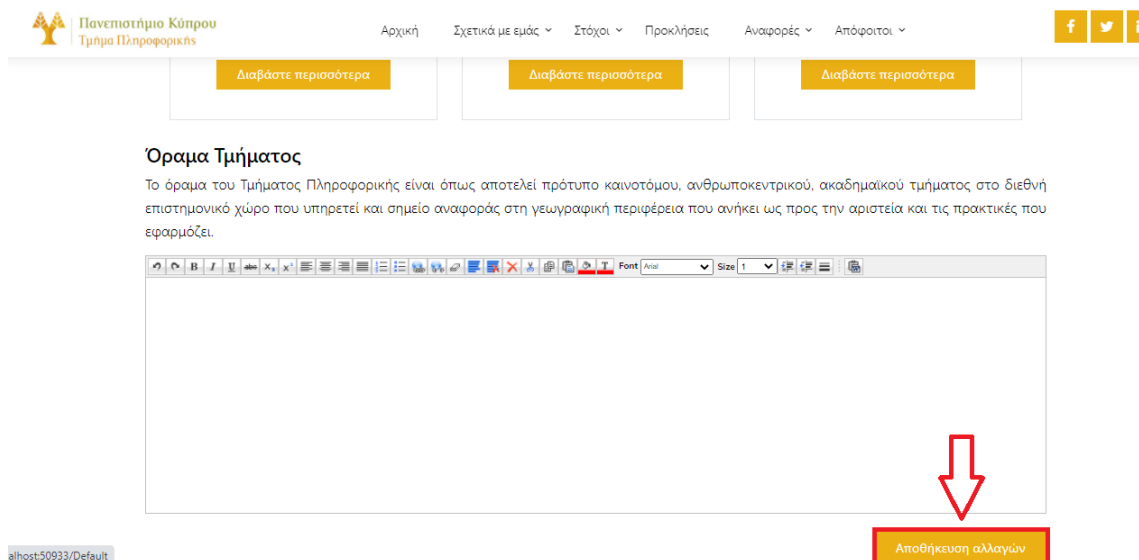 Πανεπιστήμιο Κύπρου
Τμήμα Πληροφορικής
Αρχική Σχετικά με εμάς Στόχοι Προκλήσεις Αναφορές Απόφοιτοι
Διαβάστε περισσότερα Διαβάστε περισσότερα Διαβάστε περισσότερα
Όραμα Τμήματος
Το όραμα του Τμήματος Πληροφορικής είναι όπως αποτελεί πρότυπο καινοτόμου, ανθρωποκεντρικού, ακαδημαϊκού τμήματος στο διεθνή
επιστημονικό χώρο που υπηρετεί και σημείο αναφοράς στη γεωγραφική περιφέρεια που ανήκει ως προς την αριστεία και τις πρακτικές που
εφαρμόζει.
B I U abc X₂ x² T Font Arial Size 1
Αποθήκευση αλλαγών
alhost:50933/Default